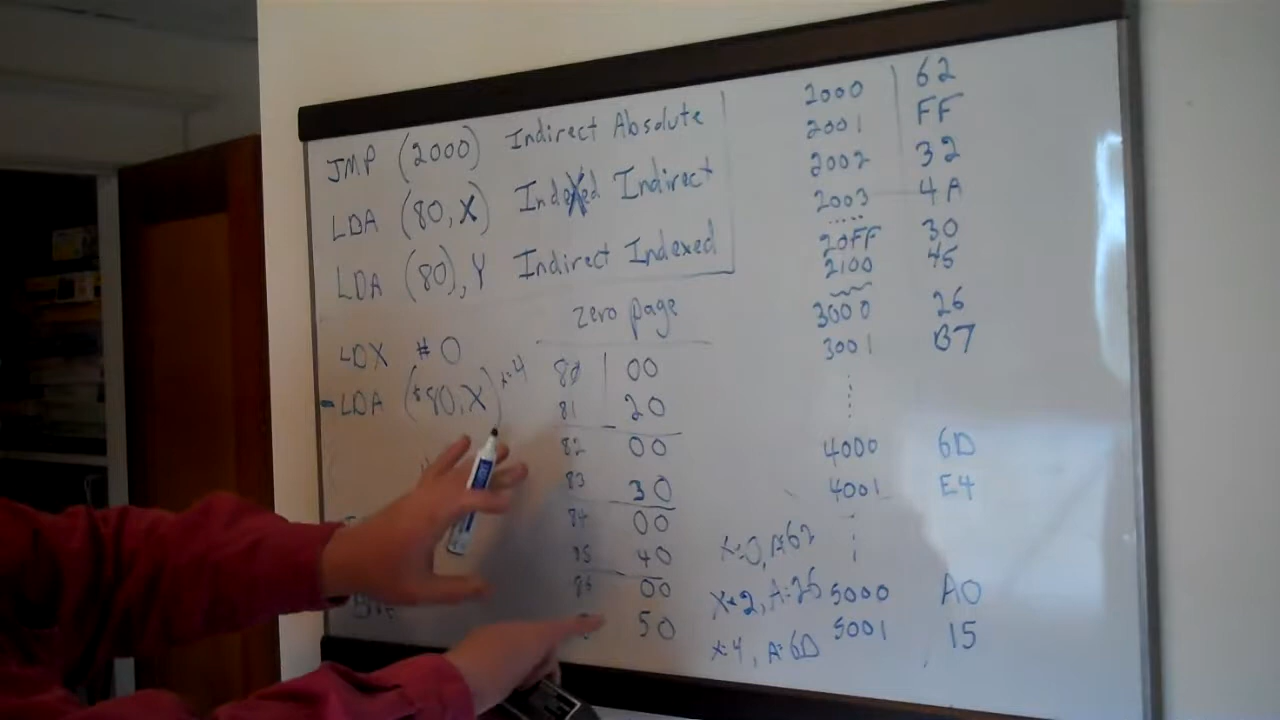 JMP (2000) Indirect Absolute
LDA (80,X) Indexed Indirect
LDA (80),Y Indirect Indexed
LDX #0
LDA ($80,X) x=4
zero page
80 00
81 20
82 00
83 30
84 00
85 40
86 00
50
X=0, A=62
X=2, A=26
X=4, A=6D
2000 62
2001 FF
2002 32
2003 4A
20FF 30
2100 45
3000 26
3001 B7
4000 6D
4001 E4
5000 A0
5001 15